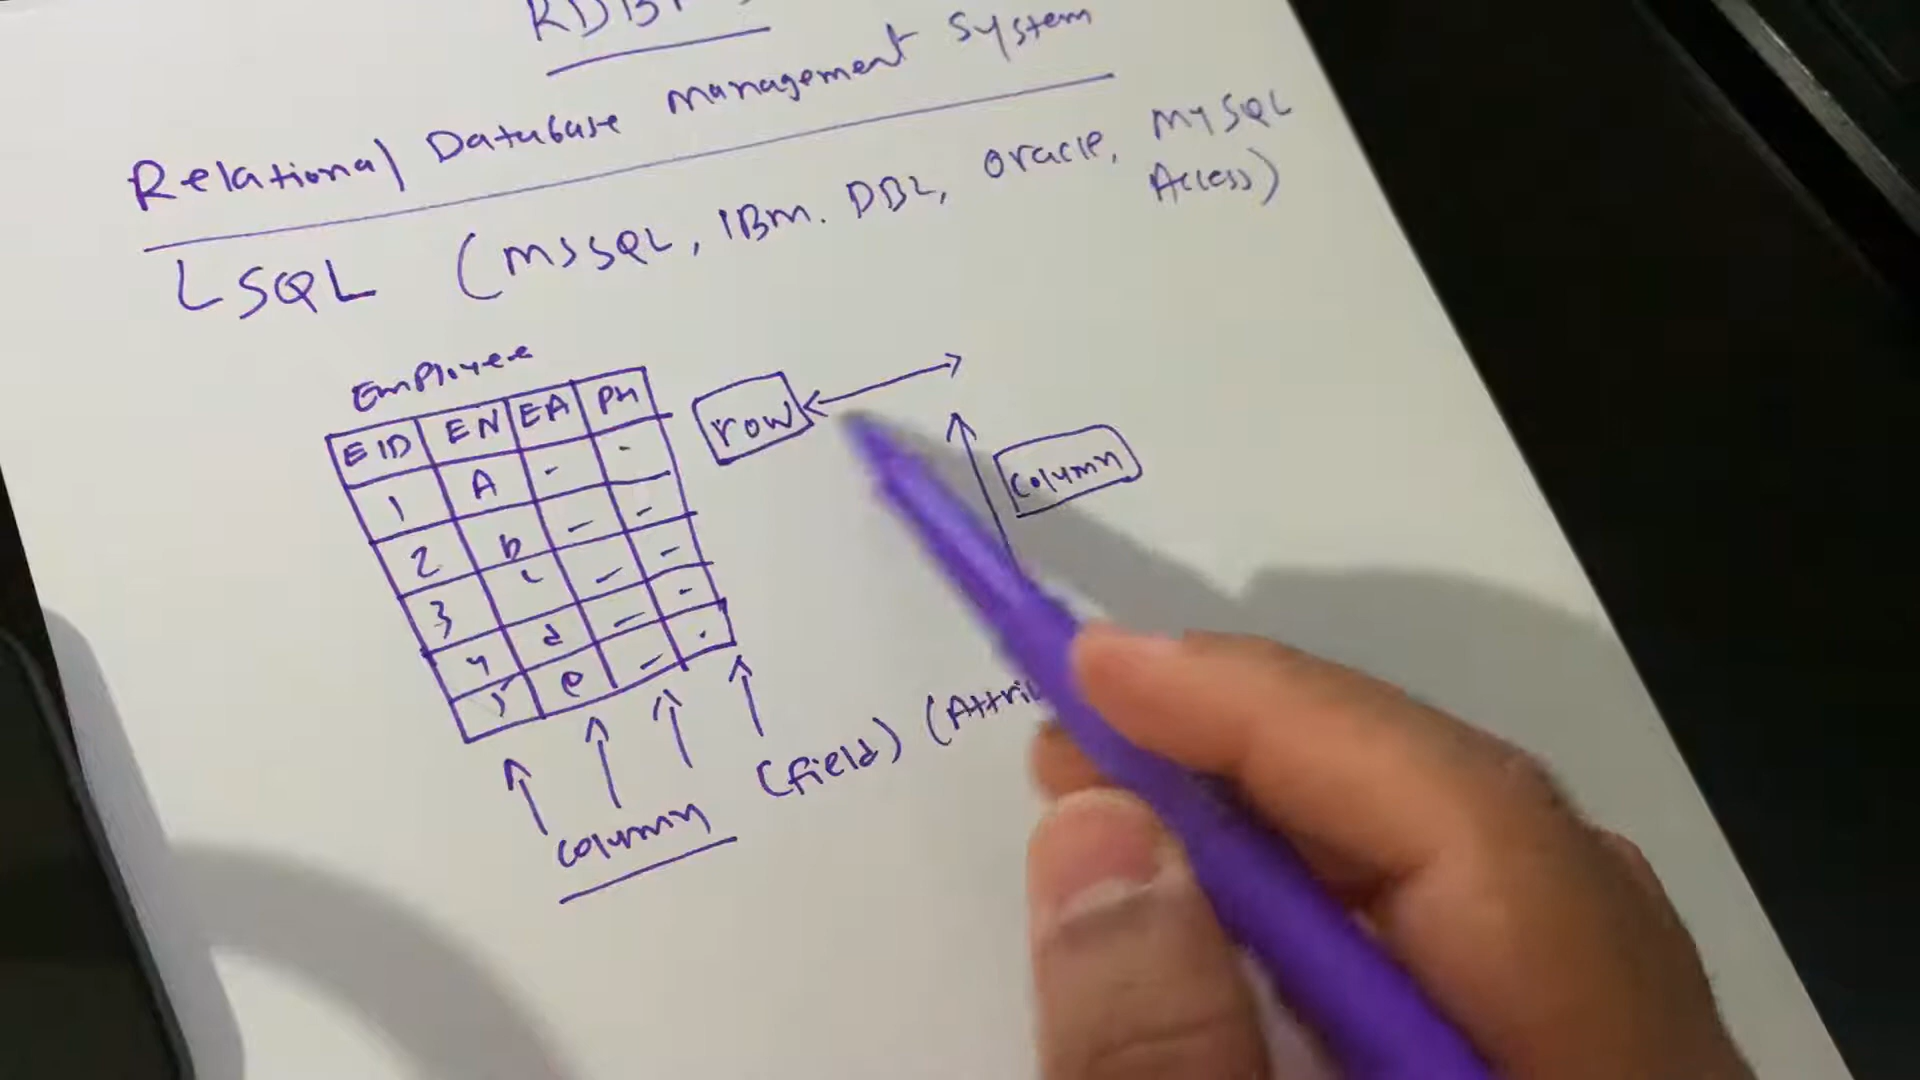 Relational Database management system
SQL (MSSQL, IBM. DB2, oracle, MYSQL
Access)
Employee
EID EN EA PH
1 A - -
2 b - -
3 c - -
4 d - -
5 e - .
row
column
column (field)